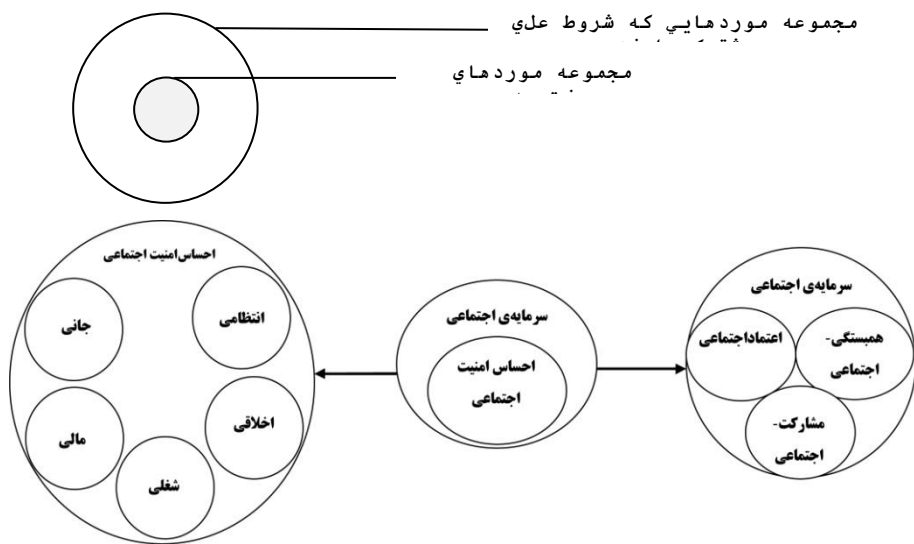 مجموعه موردهايي که شروط علي
مجموعه موردهاي
احساس امنیت اجتماعی
انتظامی
جانی
اخلاقی
مالی
شغلی
سرمایه‌ی اجتماعی
احساس امنیت
اجتماعی
سرمایه‌ی اجتماعی
همبستگی-
اجتماعی
اعتماداجتماعی
مشارکت-
اجتماعی